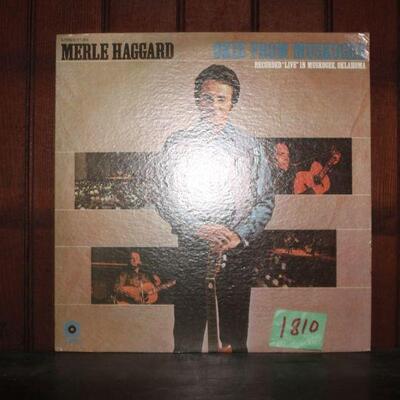 MERLE HAGGARD
OKIE FROM MUSKOGEE
RECORDED "LIVE" IN MUSKOGEE, OKLAHOMA
1810